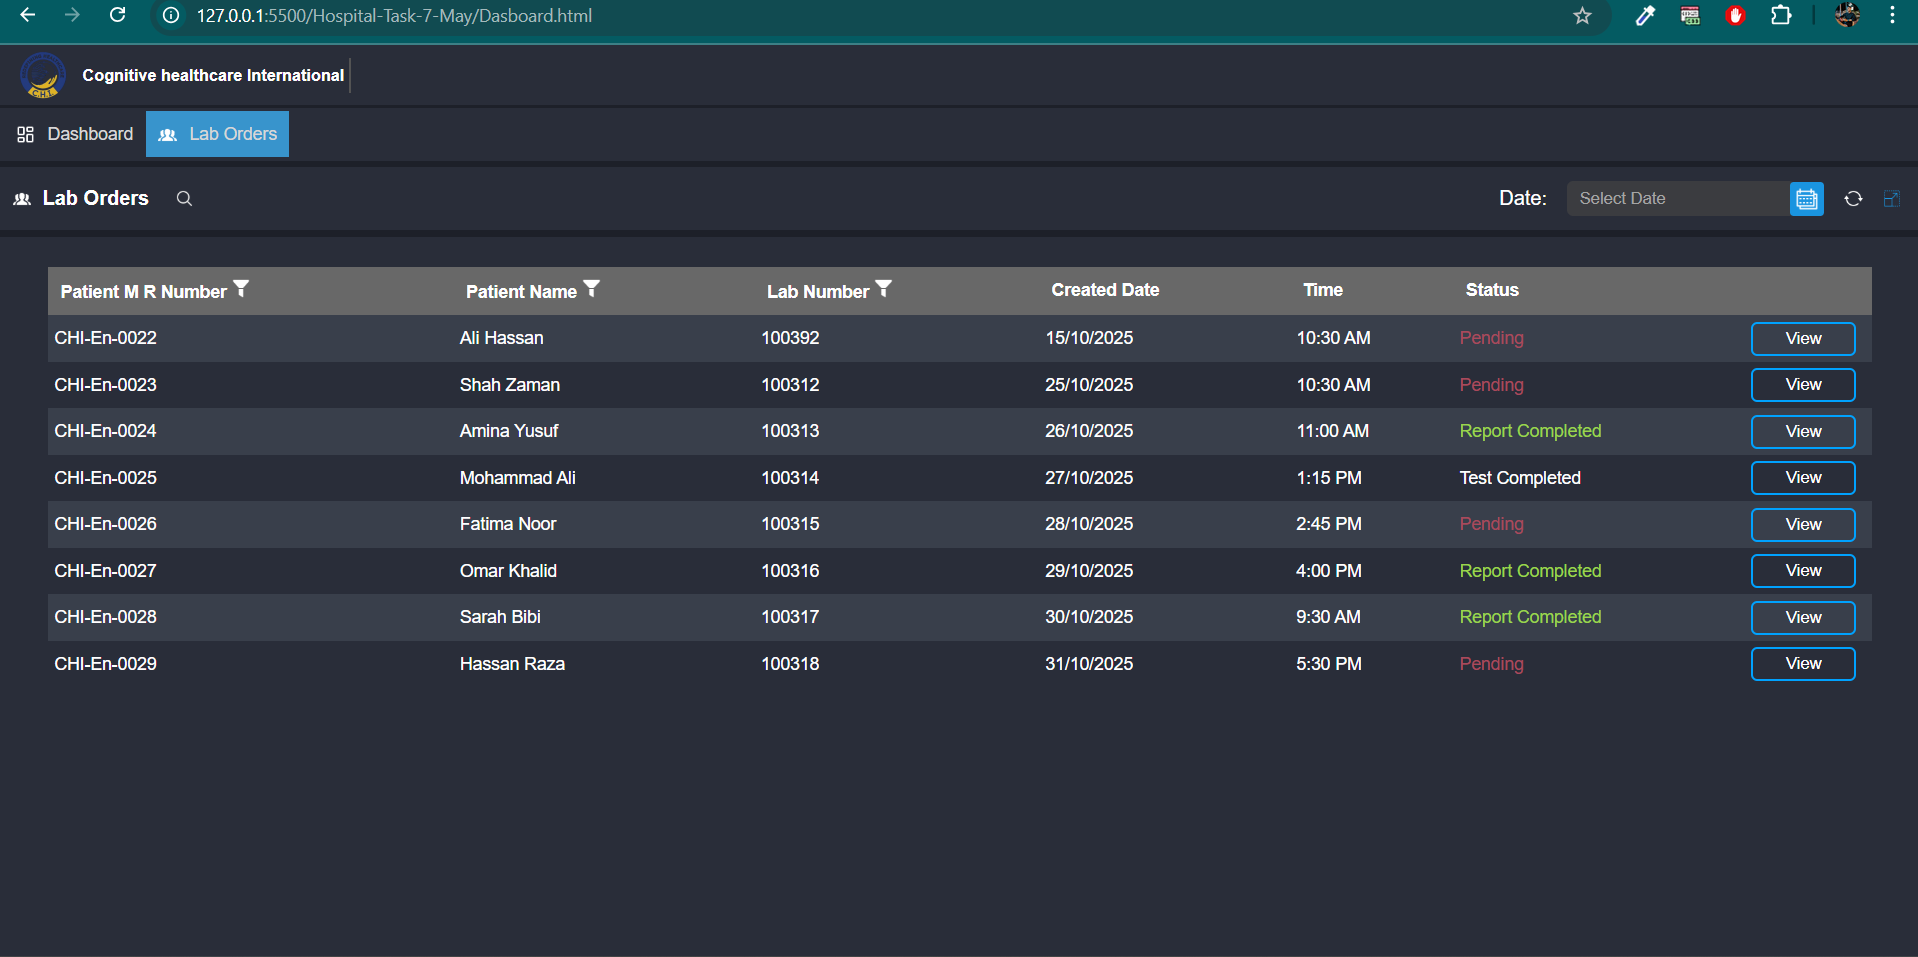 127.0.0.1:5500/Hospital-Task-7-May/Dasboard.html
C.H.I.
Cognitive healthcare International
Dashboard Lab Orders
Lab Orders Date: Select Date
Patient M R Number Patient Name Lab Number Created Date Time Status
CHI-En-0022 Ali Hassan 100392 15/10/2025 10:30 AM Pending View
CHI-En-0023 Shah Zaman 100312 25/10/2025 10:30 AM Pending View
CHI-En-0024 Amina Yusuf 100313 26/10/2025 11:00 AM Report Completed View
CHI-En-0025 Mohammad Ali 100314 27/10/2025 1:15 PM Test Completed View
CHI-En-0026 Fatima Noor 100315 28/10/2025 2:45 PM Pending View
CHI-En-0027 Omar Khalid 100316 29/10/2025 4:00 PM Report Completed View
CHI-En-0028 Sarah Bibi 100317 30/10/2025 9:30 AM Report Completed View
CHI-En-0029 Hassan Raza 100318 31/10/2025 5:30 PM Pending View